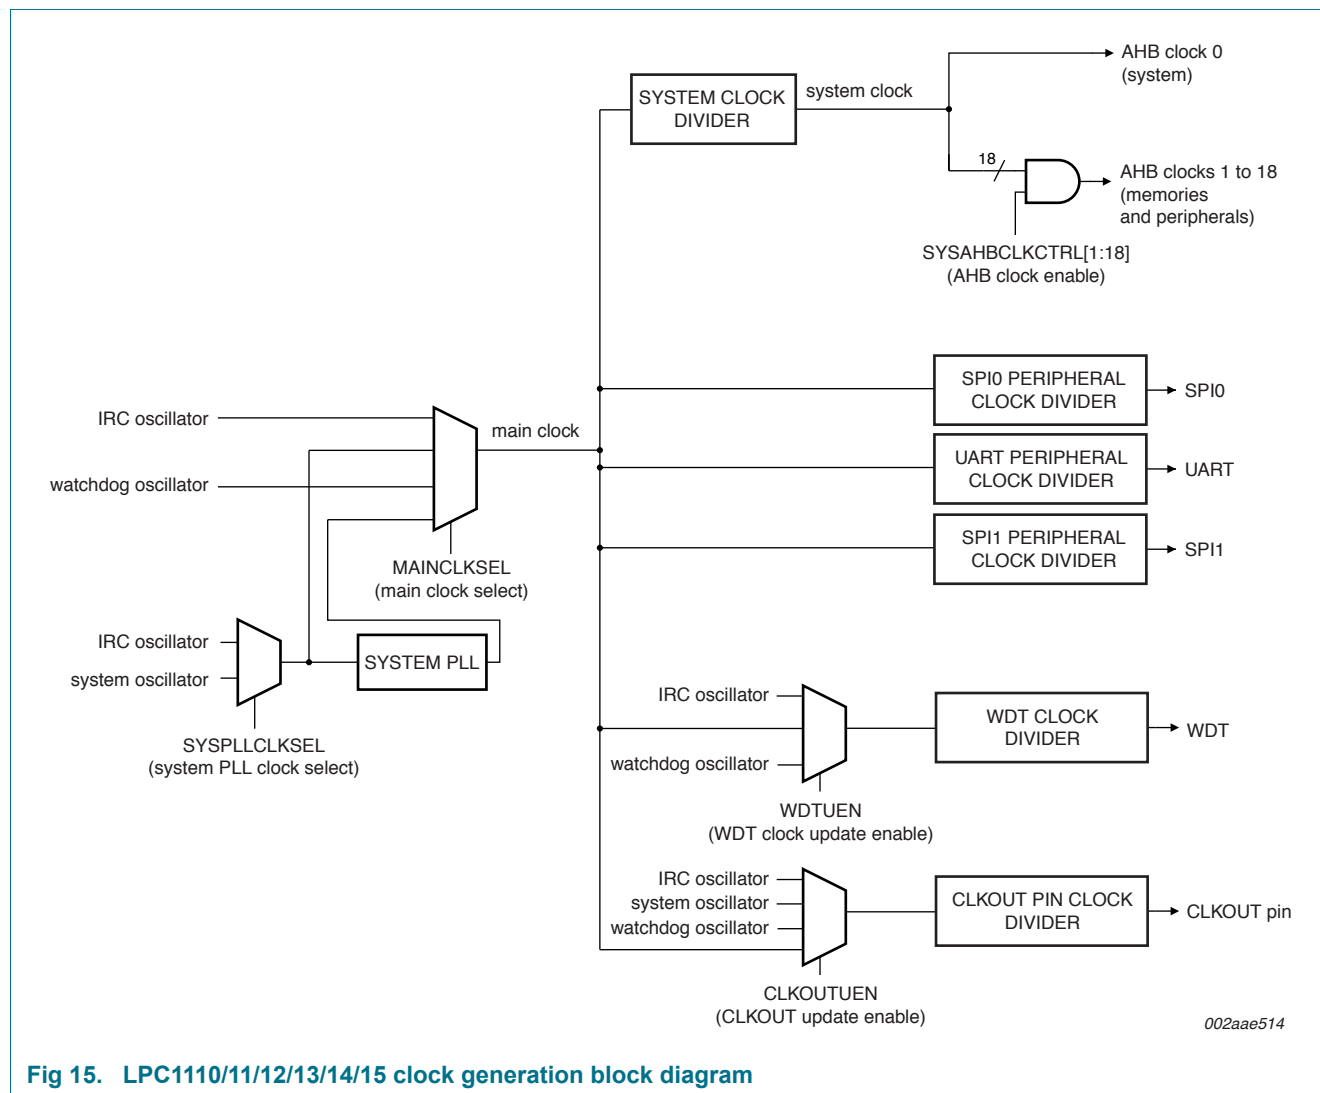 AHB clock 0
(system)
SYSTEM CLOCK
DIVIDER
system clock
18
AHB clocks 1 to 18
(memories
and peripherals)
SYSAHBCLKCTRL[1:18]
(AHB clock enable)
SPI0 PERIPHERAL
CLOCK DIVIDER
SPI0
IRC oscillator
main clock
UART PERIPHERAL
CLOCK DIVIDER
UART
watchdog oscillator
SPI1 PERIPHERAL
CLOCK DIVIDER
SPI1
MAINCLKSEL
(main clock select)
IRC oscillator
system oscillator
SYSTEM PLL
SYSPLLCLKSEL
(system PLL clock select)
IRC oscillator
watchdog oscillator
WDT CLOCK
DIVIDER
WDT
WDTUEN
(WDT clock update enable)
IRC oscillator
system oscillator
watchdog oscillator
CLKOUT PIN CLOCK
DIVIDER
CLKOUT pin
CLKOUTUEN
(CLKOUT update enable)
002aae514
Fig 15. LPC1110/11/12/13/14/15 clock generation block diagram